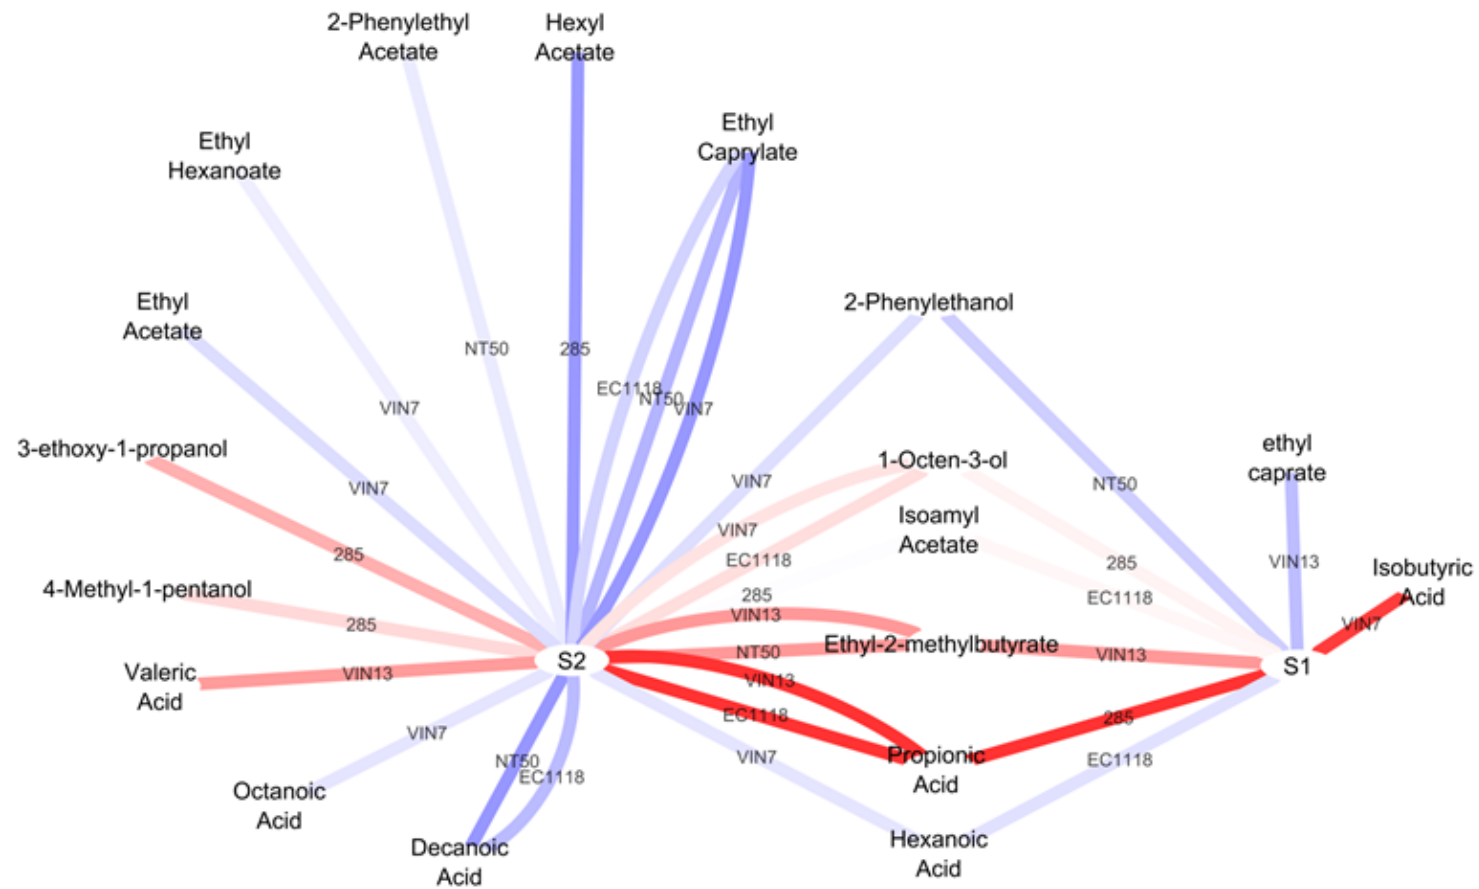 2-Phenylethyl
Acetate
Hexyl
Acetate
Ethyl
Caprylate
Ethyl
Hexanoate
Ethyl
Acetate
2-Phenylethanol
NT50
285
EC1118
NT50
VIN7
VIN7
3-ethoxy-1-propanol
VIN7
VIN7
NT50
1-Octen-3-ol
ethyl
caprate
Isoamyl
Acetate
VIN7
285
EC1118
285
VIN13
Isobutyric
Acid
4-Methyl-1-pentanol
285
285
EC1118
VIN13
VIN7
Ethyl-2-methylbutyrate
NT50
VIN13
S2
S1
Valeric
Acid
VIN13
VIN13
EC1118
285
VIN7
NT50
EC1118
VIN7
Propionic
Acid
EC1118
Octanoic
Acid
Decanoic
Acid
Hexanoic
Acid